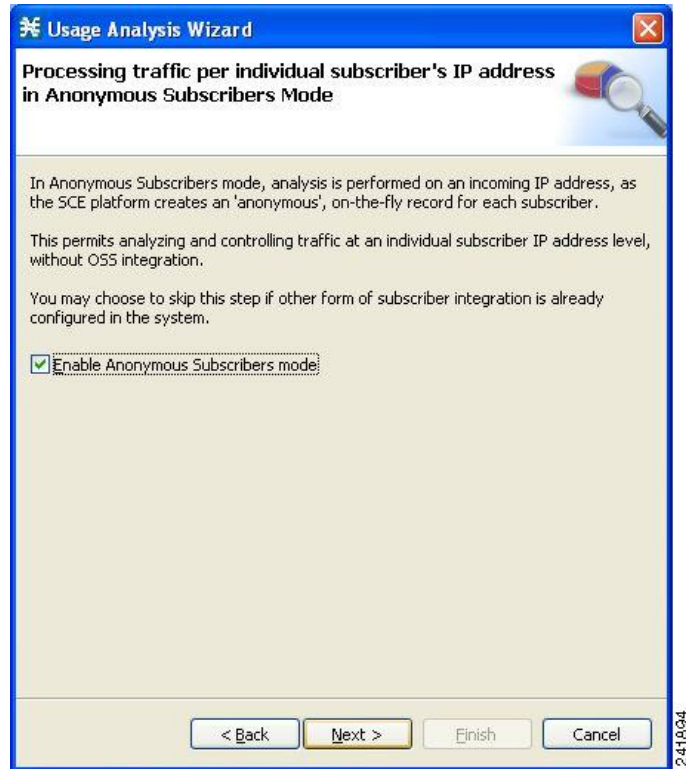 Usage Analysis Wizard
Processing traffic per individual subscriber's IP address
in Anonymous Subscribers Mode
In Anonymous Subscribers mode, analysis is performed on an incoming IP address, as
the SCE platform creates an 'anonymous', on-the-fly record for each subscriber.
This permits analyzing and controlling traffic at an individual subscriber IP address level,
without OSS integration.
You may choose to skip this step if other form of subscriber integration is already
configured in the system.
Enable Anonymous Subscribers mode
< Back Next > Finish Cancel
241894